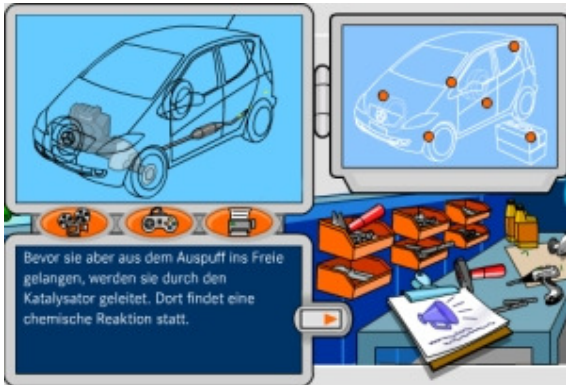 Bevor sie aber aus dem Auspuff ins Freie
gelangen, werden sie durch den
Katalysator geleitet. Dort findet eine
chemische Reaktion statt.